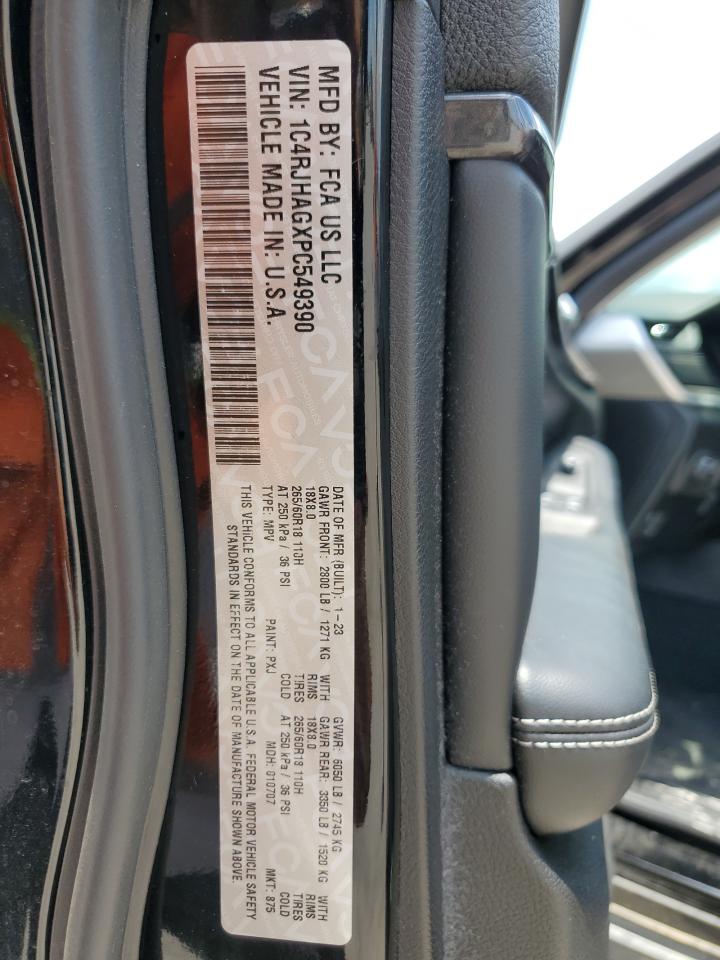 MFD BY: FCA US LLC
VIN: 1C4RJHAGXPC549390
VEHICLE MADE IN: U.S.A.
DATE OF MFR (BUILT): 1-23 GVWR: 6050 LB / 2745 KG
GAWR FRONT: 2800 LB / 1271 KG WITH GAWR REAR: 3350 LB / 1520 KG WITH
18X8.0 RIMS 18X8.0 RIMS
265/60R18 110H TIRES 265/60R18 110H TIRES
AT 250 kPa / 36 PSI COLD AT 250 kPa / 36 PSI COLD
TYPE: MPV PAINT: PXJ MDH: 010707 MKT: 875
THIS VEHICLE CONFORMS TO ALL APPLICABLE U.S.A. FEDERAL MOTOR VEHICLE SAFETY
STANDARDS IN EFFECT ON THE DATE OF MANUFACTURE SHOWN ABOVE.